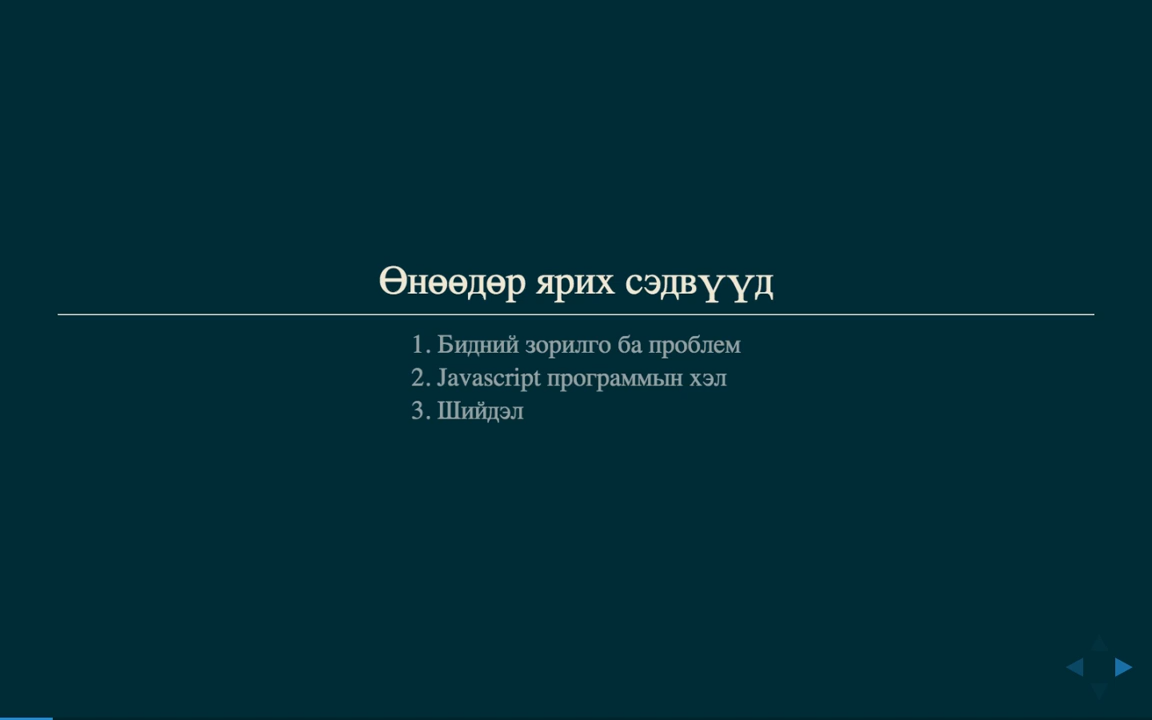 Өнөөдөр ярих сэдвүүд
1. Бидний зорилго ба проблем
2. Javascript программын хэл
3. Шийдэл